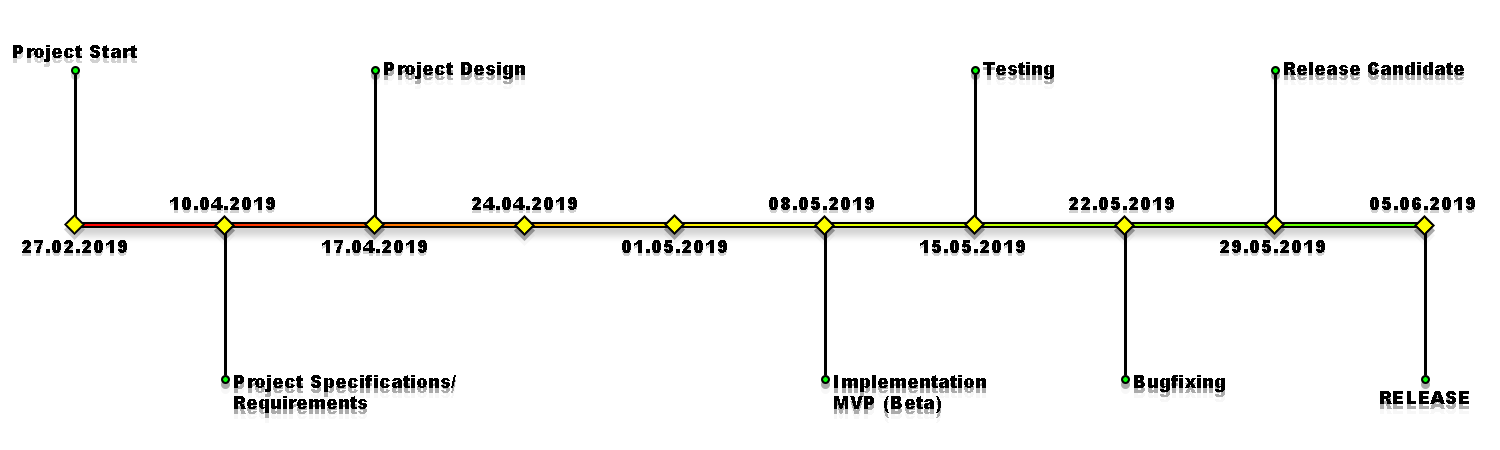 Project Start
Project Design
Testing
Release Candidate
10.04.2019
24.04.2019
08.05.2019
22.05.2019
05.06.2019
27.02.2019
17.04.2019
01.05.2019
15.05.2019
29.05.2019
Project Specifications/
Requirements
Implementation
MVP (Beta)
Bugfixing
RELEASE